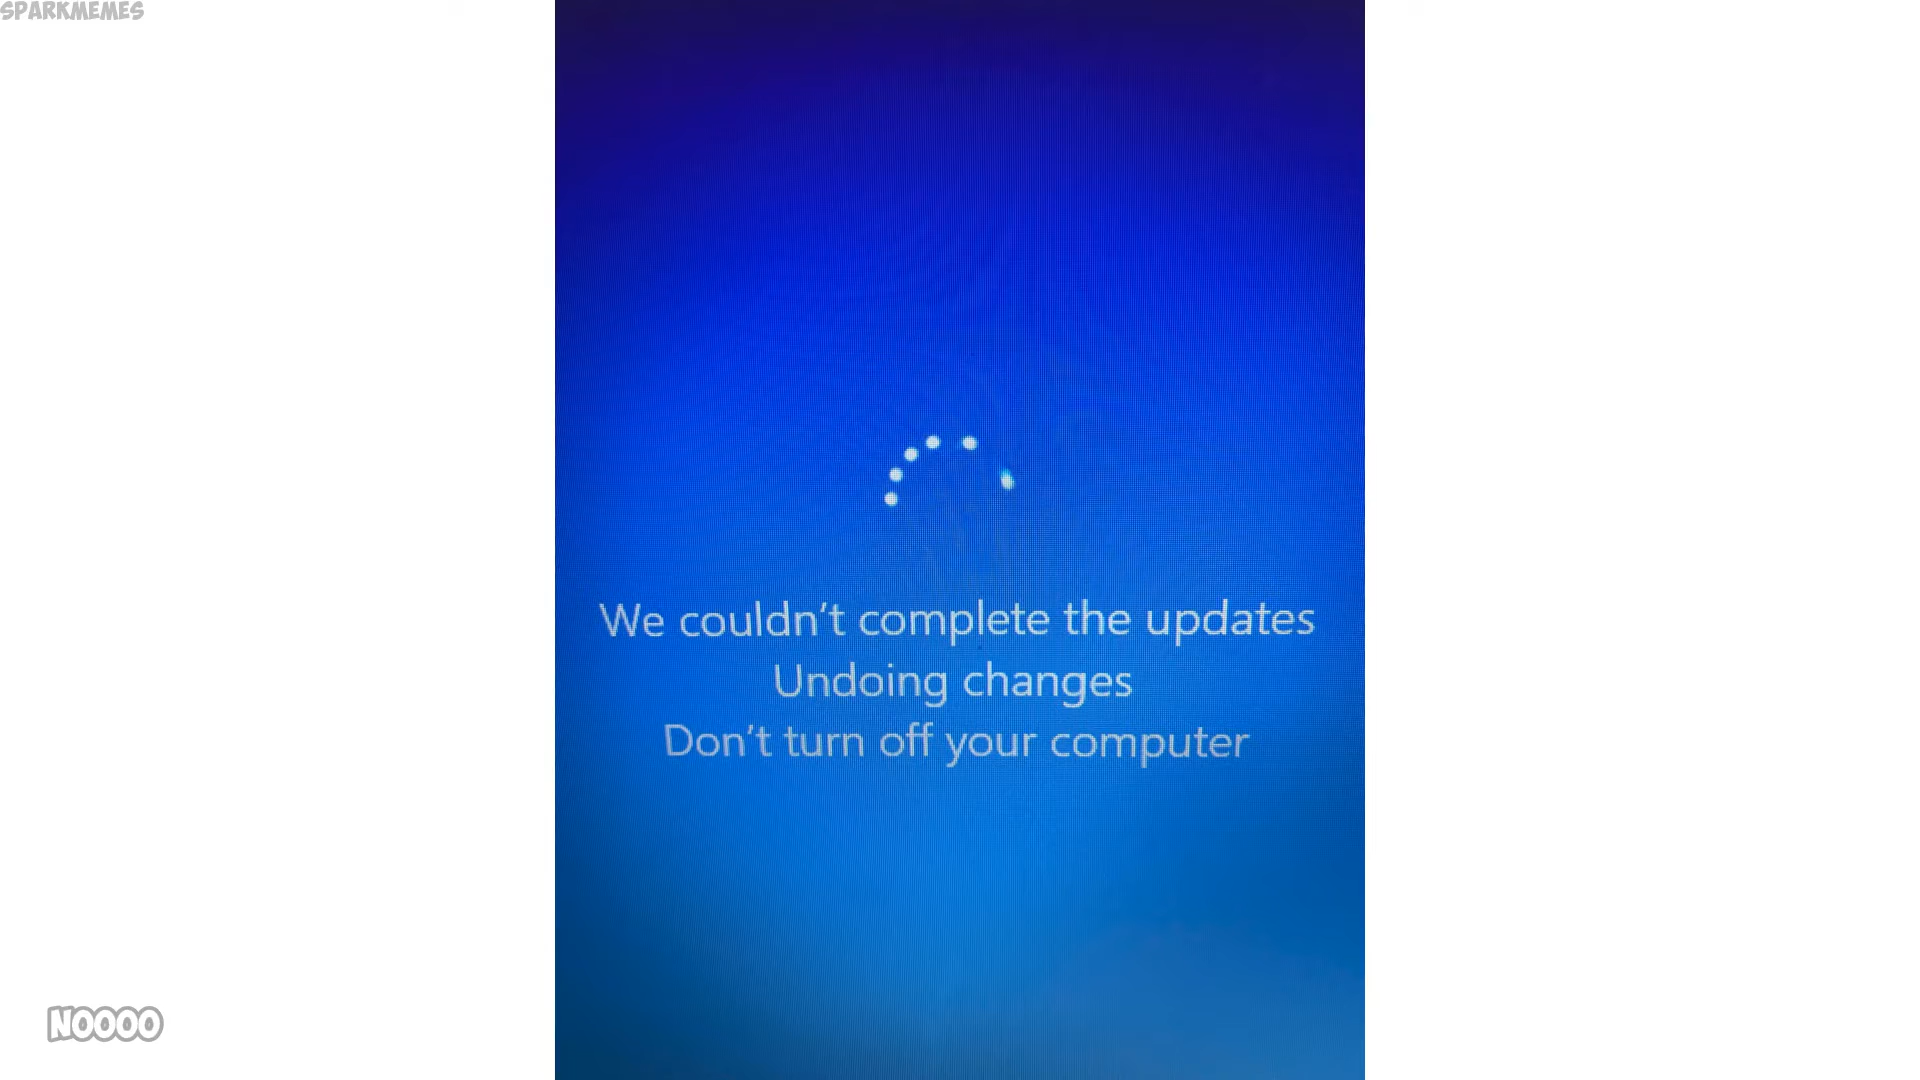 SPARKMEMES
We couldn't complete the updates
Undoing changes
Don't turn off your computer
NOOOO